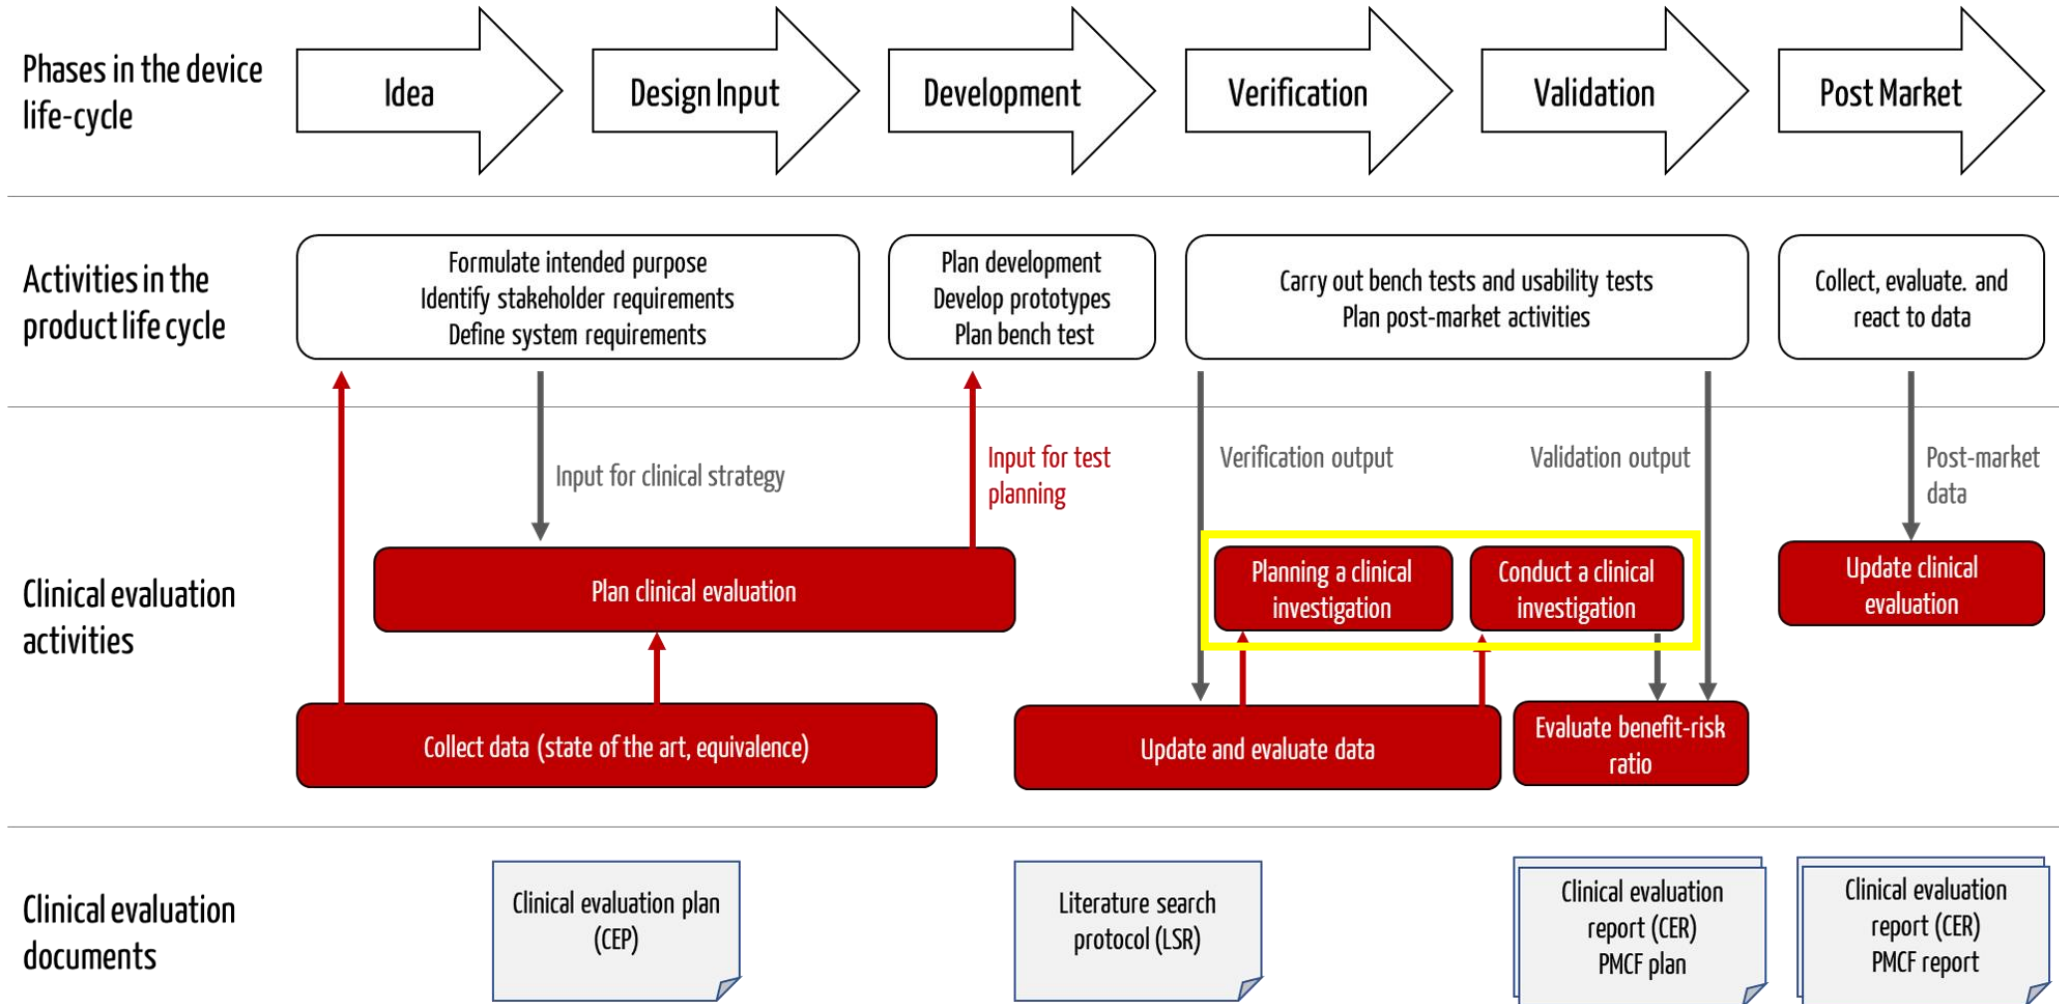 Phases in the device
life-cycle
Idea
Design Input
Development
Verification
Validation
Post Market
Activities in the
product life cycle
Formulate intended purpose
Identify stakeholder requirements
Define system requirements
Plan development
Develop prototypes
Plan bench test
Carry out bench tests and usability tests
Plan post-market activities
Collect, evaluate. and
react to data
Input for clinical strategy
Input for test
planning
Verification output
Validation output
Post-market
data
Clinical evaluation
activities
Plan clinical evaluation
Planning a clinical
investigation
Conduct a clinical
investigation
Update clinical
evaluation
Collect data (state of the art, equivalence)
Update and evaluate data
Evaluate benefit-risk
ratio
Clinical evaluation
documents
Clinical evaluation plan
(CEP)
Literature search
protocol (LSR)
Clinical evaluation
report (CER)
PMCF plan
Clinical evaluation
report (CER)
PMCF report